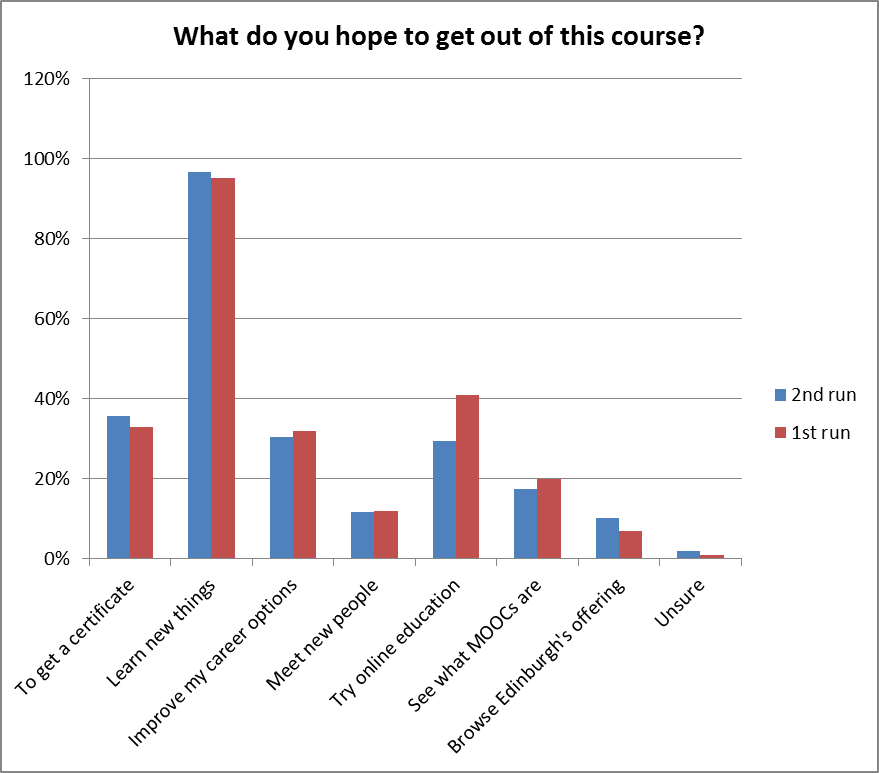 What do you hope to get out of this course?
120%
100%
80%
60%
40%
20%
0%
To get a certificate
Learn new things
Improve my career options
Meet new people
Try online education
See what MOOCs are
Browse Edinburgh's offering
Unsure
2nd run
1st run